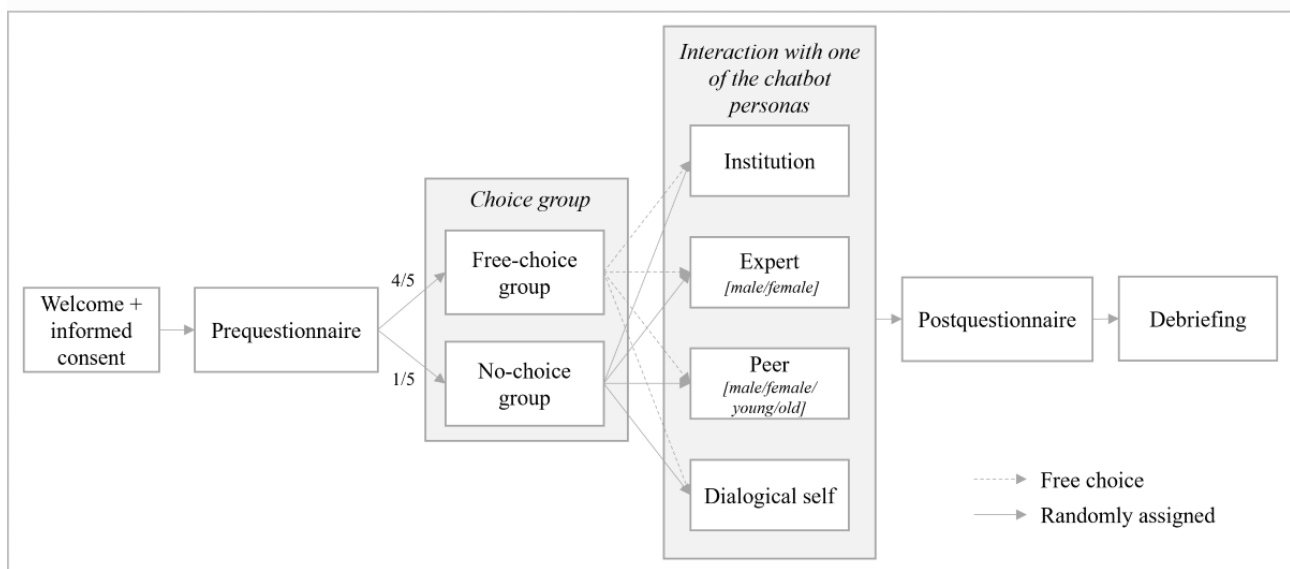 Welcome +
informed
consent
Prequestionnaire
4/5
1/5
Choice group
Free-choice
group
No-choice
group
Interaction with one
of the chatbot
personas
Institution
Expert
[male/female]
Peer
[male/female/
young/old]
Dialogical self
Postquestionnaire
Debriefing
Free choice
Randomly assigned